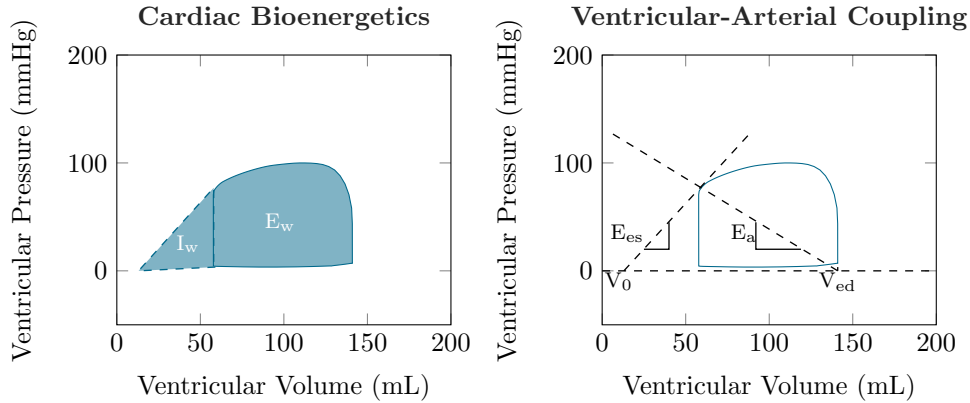 Cardiac Bioenergetics
Ventricular Pressure (mmHg)
200
100
0
I_w
E_w
0 50 100 150 200
Ventricular Volume (mL)
Ventricular-Arterial Coupling
Ventricular Pressure (mmHg)
200
100
0
E_es
E_a
V_0
V_ed
0 50 100 150 200
Ventricular Volume (mL)